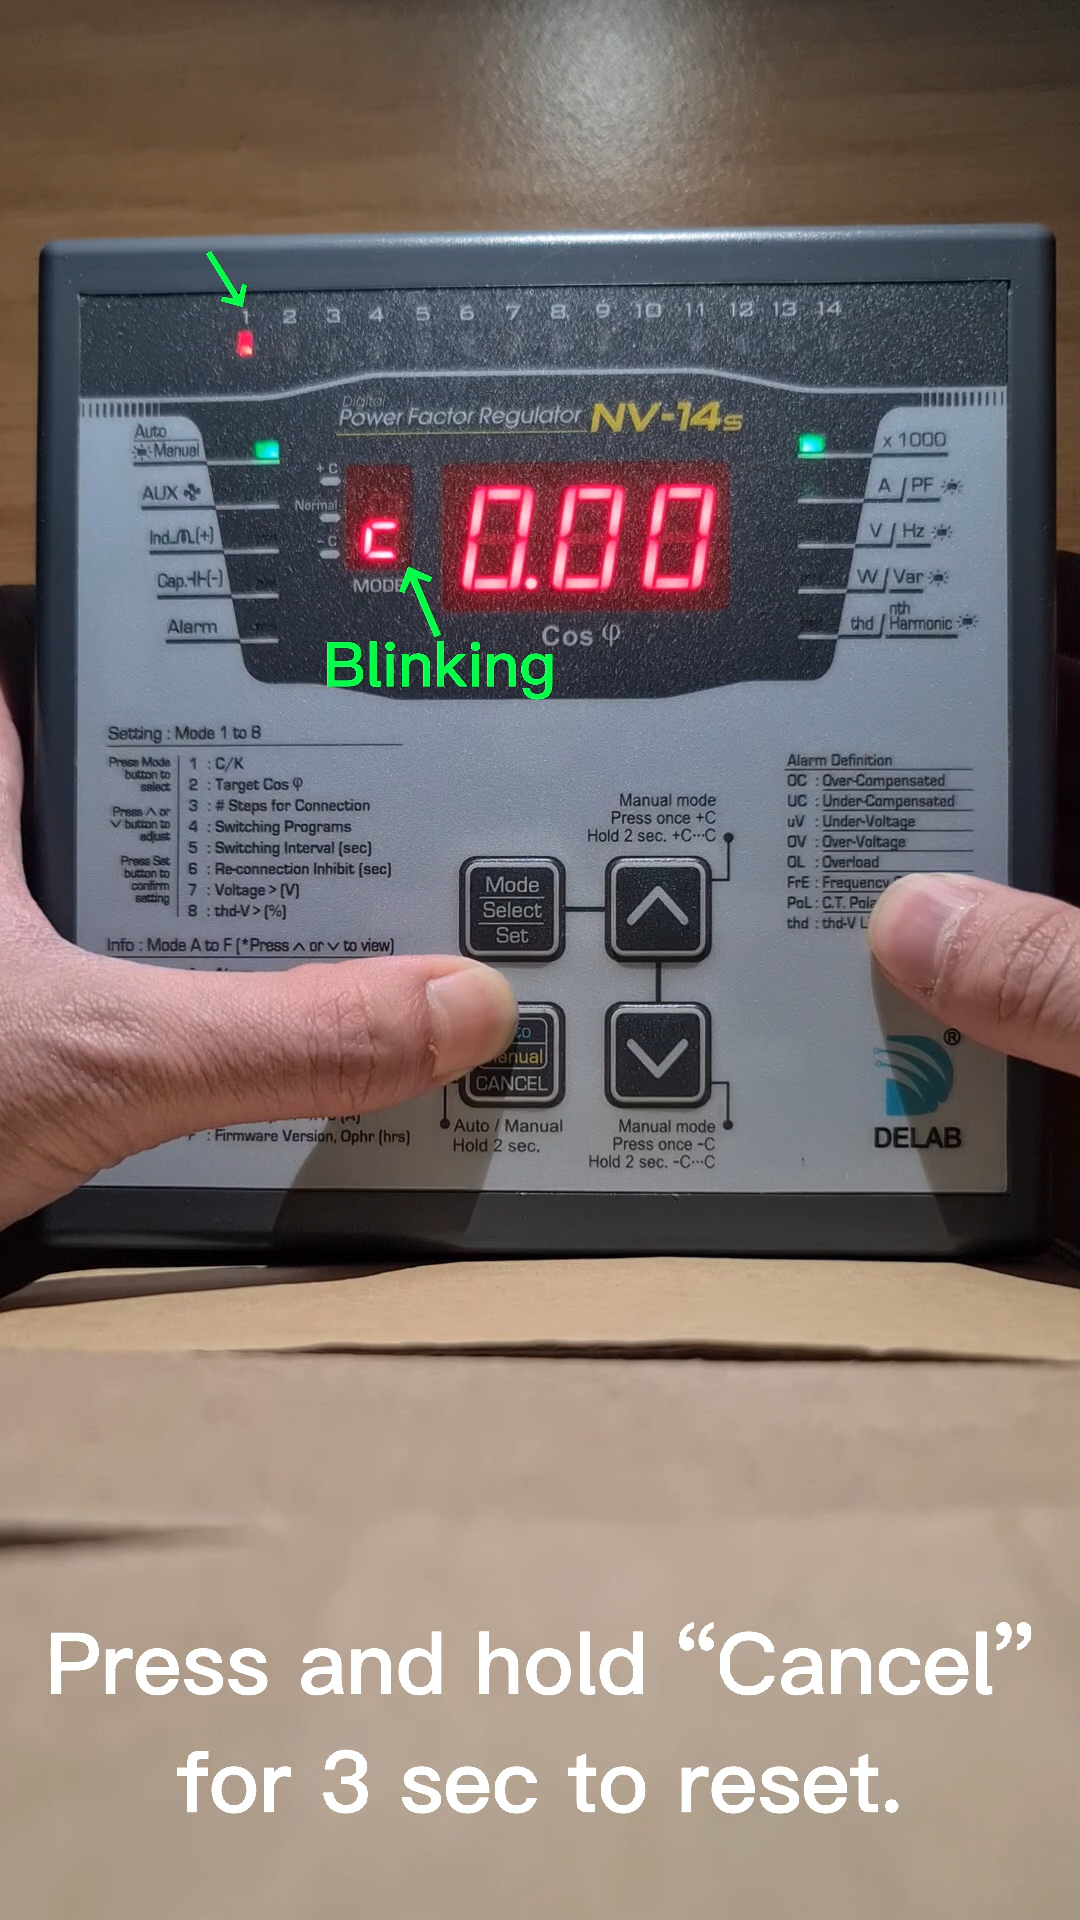 1 2 3 4 5 6 7 8 9 10 11 12 13 14
Digital
Power Factor Regulator NV-14s
Auto
Manual
AUX
Ind. (+)
Cap. (-)
Alarm
+ C
Normal
- C
c
MODE
0.00
Cos φ
x 1000
A / PF
V / Hz
W / Var
thd / nth Harmonic
Blinking
Setting : Mode 1 to 8
Press Mode
button to
select
Press ∧ or
∨ button to
adjust
Press Set
button to
confirm
setting
1 : C/K
2 : Target Cos φ
3 : # Steps for Connection
4 : Switching Programs
5 : Switching Interval (sec)
6 : Re-connection Inhibit (sec)
7 : Voltage > (V)
8 : thd-V > (%)
Info : Mode A to F (*Press ∧ or ∨ to view)
: Firmware Version, Ophr (hrs)
Manual mode
Press once +C
Hold 2 sec. +C···C
Mode
Select
Set
CANCEL
Auto / Manual
Hold 2 sec.
Manual mode
Press once -C
Hold 2 sec. -C···C
Alarm Definition
OC : Over-Compensated
UC : Under-Compensated
uV : Under-Voltage
OV : Over-Voltage
OL : Overload
FrE : Frequency
PoL : C.T.
thd : thd-V
DELAB ®
Press and hold “Cancel”
for 3 sec to reset.